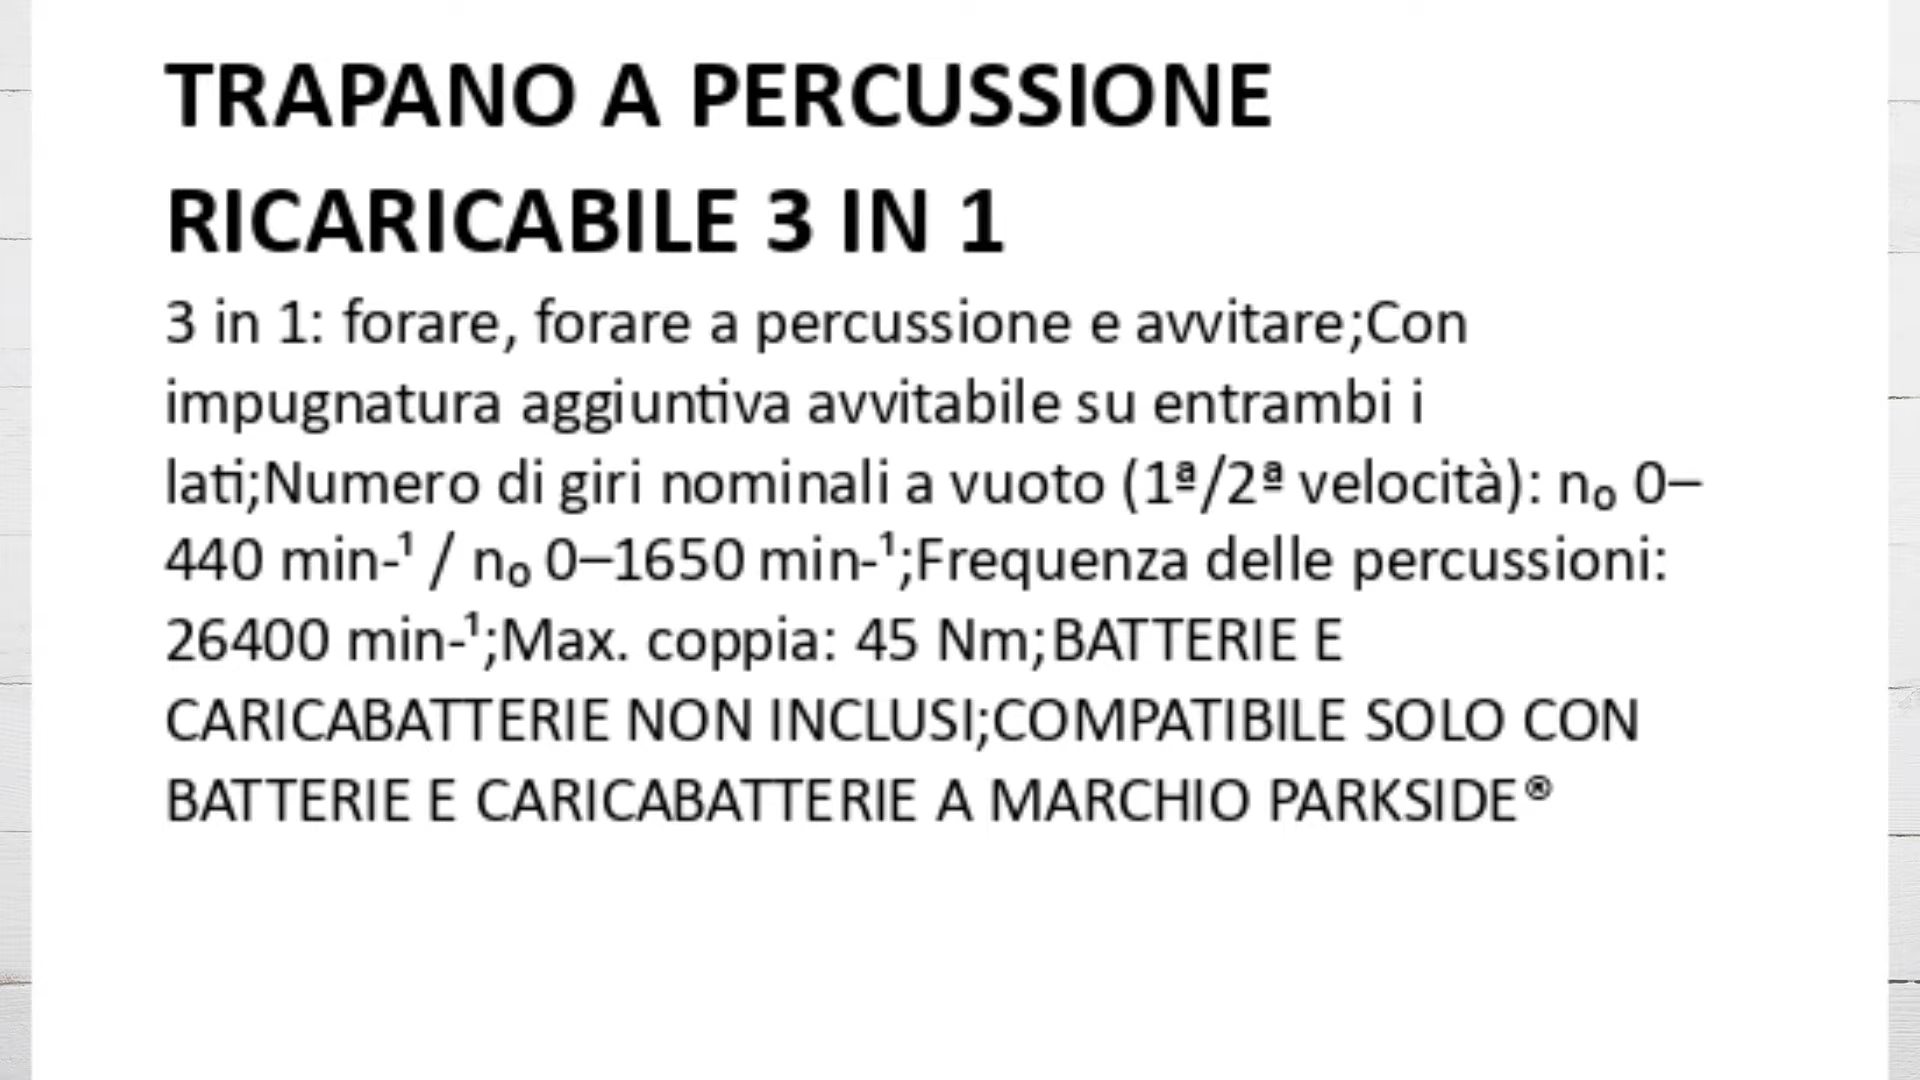 TRAPANO A PERCUSSIONE
RICARICABILE 3 IN 1
3 in 1: forare, forare a percussione e avvitare;Con
impugnatura aggiuntiva avvitabile su entrambi i
lati;Numero di giri nominali a vuoto (1ª/2ª velocità): n₀ 0–
440 min-¹ / n₀ 0–1650 min-¹;Frequenza delle percussioni:
26400 min-¹;Max. coppia: 45 Nm;BATTERIE E
CARICABATTERIE NON INCLUSI;COMPATIBILE SOLO CON
BATTERIE E CARICABATTERIE A MARCHIO PARKSIDE®